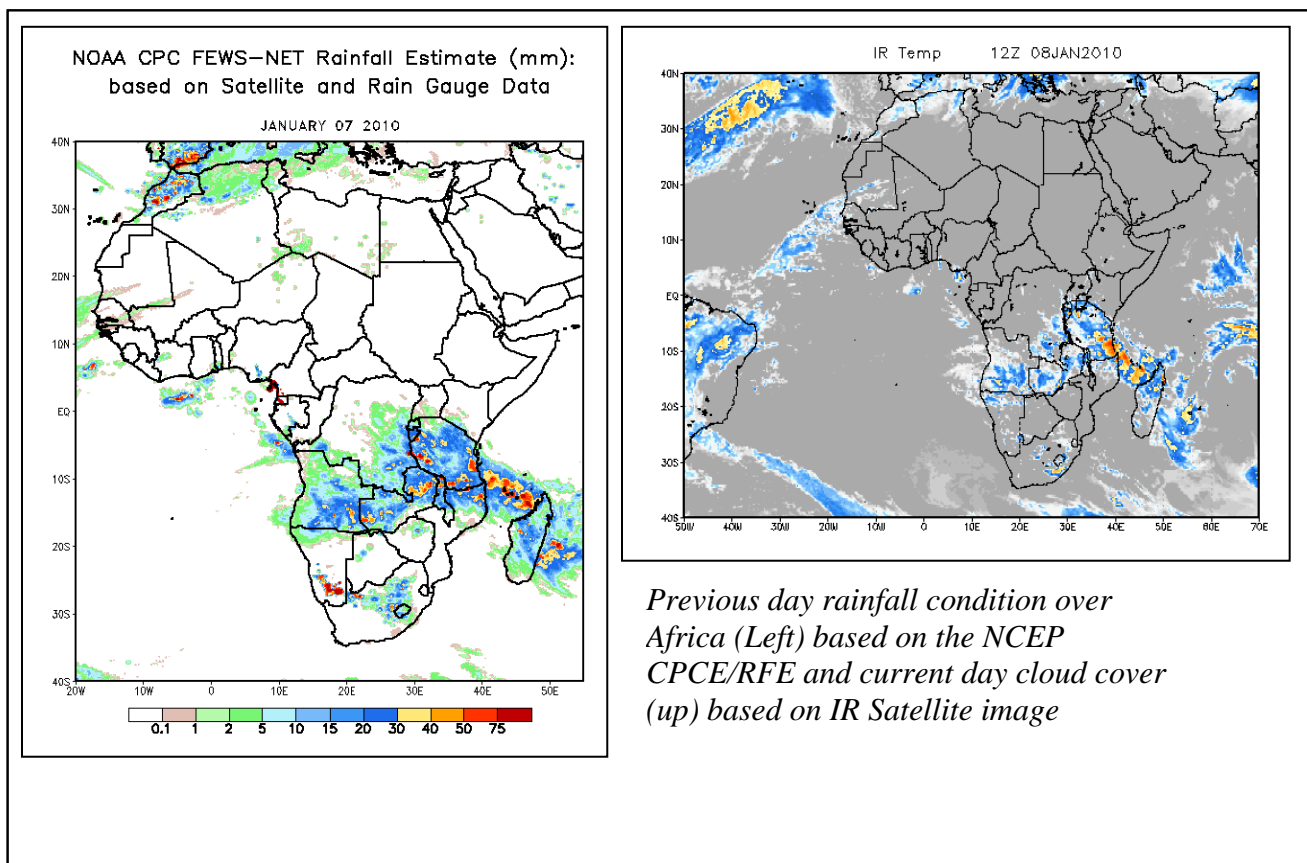 NOAA CPC FEWS-NET Rainfall Estimate (mm):
based on Satellite and Rain Gauge Data
JANUARY 07 2010
40N
30N
20N
10N
EQ
10S
20S
30S
40S
20W 10W 0 10E 20E 30E 40E 50E
0.1 1 2 5 10 15 20 30 40 50 75
IR Temp 12Z 08JAN2010
40N
30N
20N
10N
EQ
10S
20S
30S
40S
50W 40W 30W 20W 10W 0 10E 20E 30E 40E 50E 60E 70E
Previous day rainfall condition over
Africa (Left) based on the NCEP
CPCE/RFE and current day cloud cover
(up) based on IR Satellite image